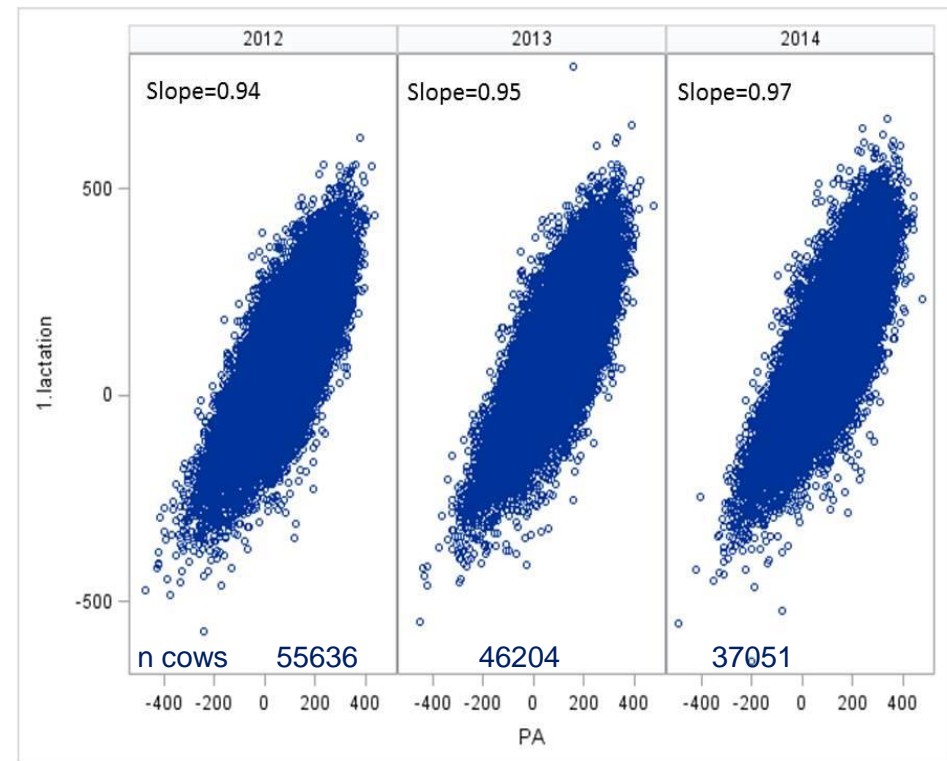 2012 2013 2014
Slope=0.94 Slope=0.95 Slope=0.97
500
1.lactation
0
-500
n cows 55636 46204 37051
-400 -200 0 200 400 -400 -200 0 200 400 -400 -200 0 200 400
PA